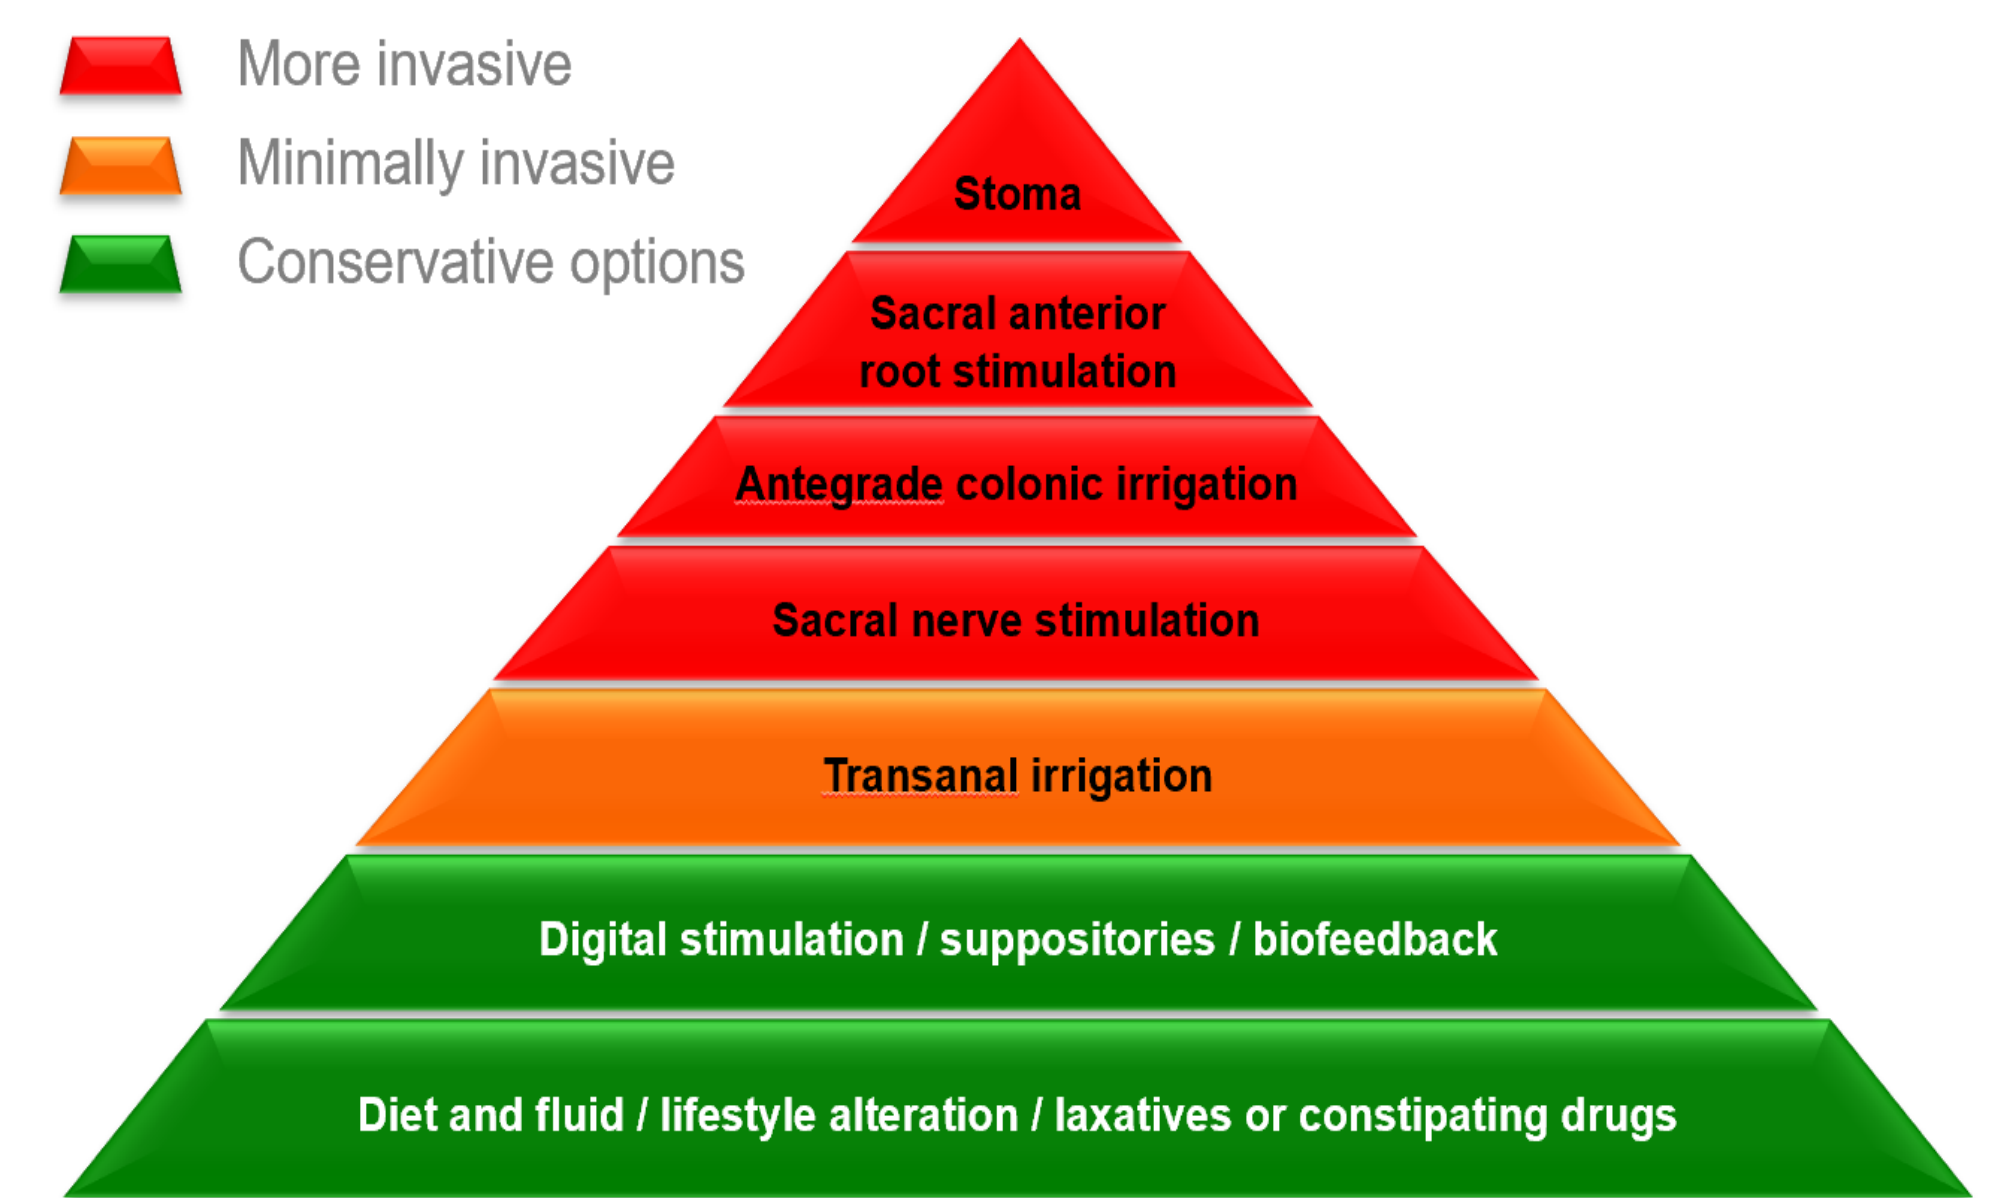 More invasive
Minimally invasive
Conservative options
Stoma
Sacral anterior
root stimulation
Antegrade colonic irrigation
Sacral nerve stimulation
Transanal irrigation
Digital stimulation / suppositories / biofeedback
Diet and fluid / lifestyle alteration / laxatives or constipating drugs